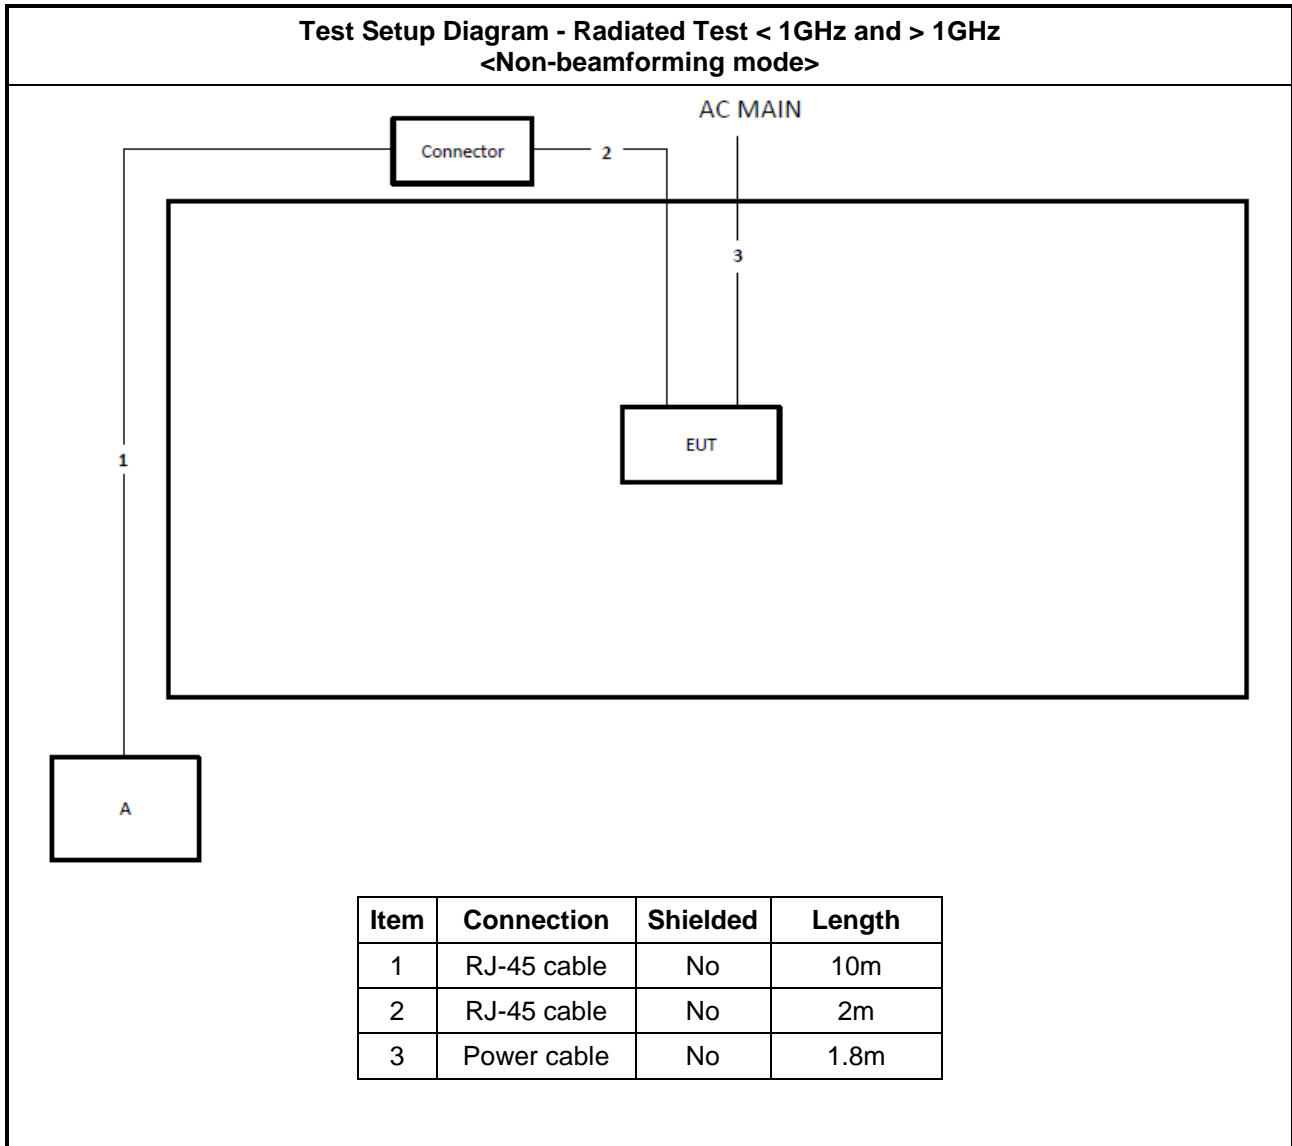 Test Setup Diagram - Radiated Test < 1GHz and > 1GHz
<Non-beamforming mode>
AC MAIN
Connector
2
3
EUT
1
A
Item Connection Shielded Length
1 RJ-45 cable No 10m
2 RJ-45 cable No 2m
3 Power cable No 1.8m